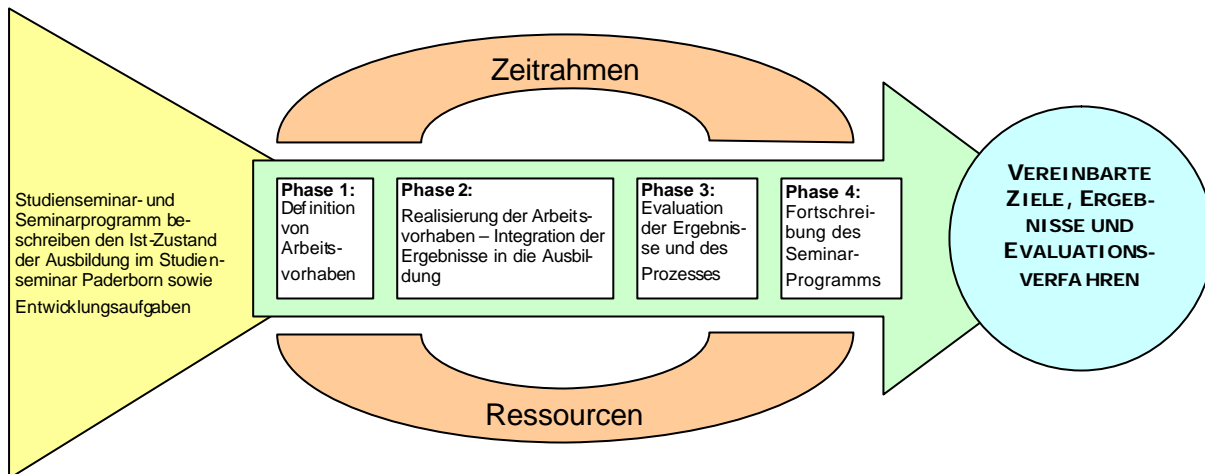 Zeitrahmen
Studienseminar- und
Seminarprogramm be-
schreiben den Ist-Zustand
der Ausbildung im Studien-
seminar Paderborn sowie
Entwicklungsaufgaben
Phase 1:
Definition
von
Arbeits-
vorhaben
Phase 2:
Realisierung der Arbeits-
vorhaben – Integration der
Ergebnisse in die Ausbil-
dung
Phase 3:
Evaluation
der Ergebnis-
se und des
Prozesses
Phase 4:
Fortschrei-
bung des
Seminar-
Programms
VEREINBARTE
ZIELE, ERGEB-
NISSE UND
EVALUATIONS-
VERFAHREN
Ressourcen